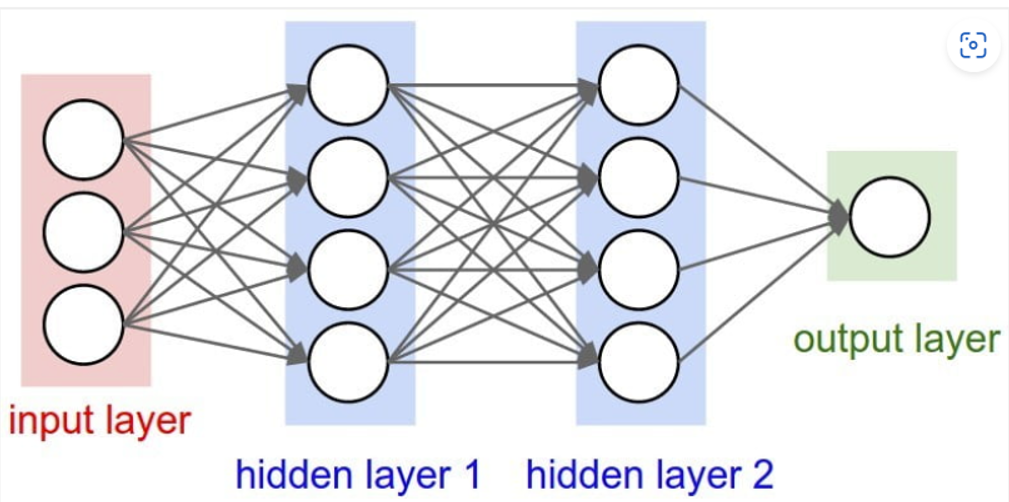 input layer
hidden layer 1
hidden layer 2
output layer